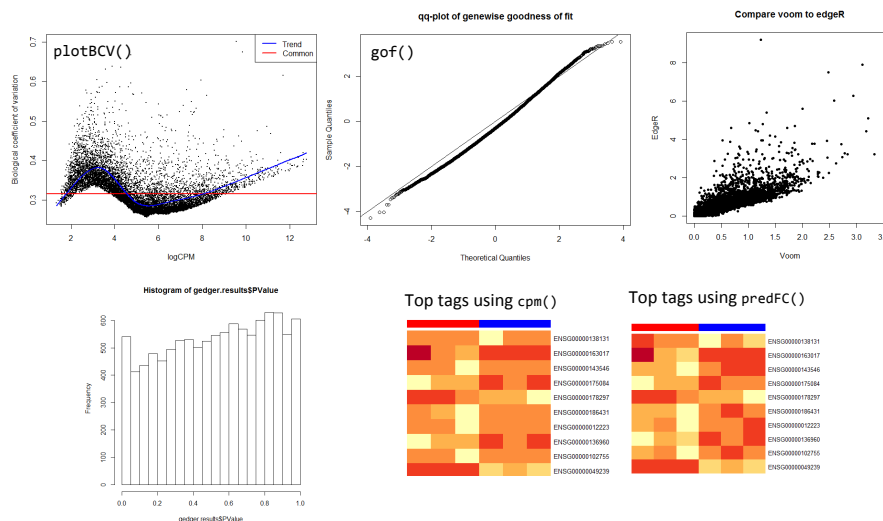 plotBCV()
Trend
Common
Biological coefficient of variation
0.7
0.6
0.5
0.4
0.3
2 4 6 8 10 12
logCPM
qq-plot of genewise goodness of fit
gof()
Sample Quantiles
2
0
-2
-4
-4 -2 0 2 4
Theoretical Quantiles
Compare voom to edgeR
EdgeR
8
6
4
2
0
0.0 0.5 1.0 1.5 2.0 2.5 3.0 3.
Voom
Histogram of gedger.results$PValue
Frequency
600
500
400
300
200
100
0
0.0 0.2 0.4 0.6 0.8 1.0
gedger.results$PValue
Top tags using cpm()
ENSG00000138131
ENSG00000163017
ENSG00000143546
ENSG00000175084
ENSG00000178297
ENSG00000186431
ENSG00000012223
ENSG00000136960
ENSG00000102755
ENSG00000049239
Top tags using predFC()
ENSG00000138131
ENSG00000163017
ENSG00000143546
ENSG00000175084
ENSG00000178297
ENSG00000186431
ENSG00000012223
ENSG00000136960
ENSG00000102755
ENSG00000049239